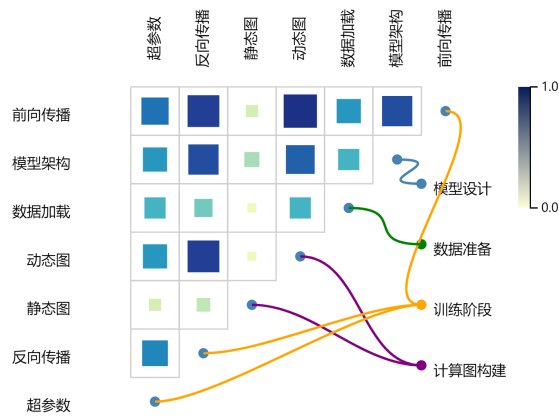 超参数
反向传播
静态图
动态图
数据加载
模型架构
前向传播
前向传播
模型架构
数据加载
动态图
静态图
反向传播
超参数
模型设计
数据准备
训练阶段
计算图构建
1.0
0.0